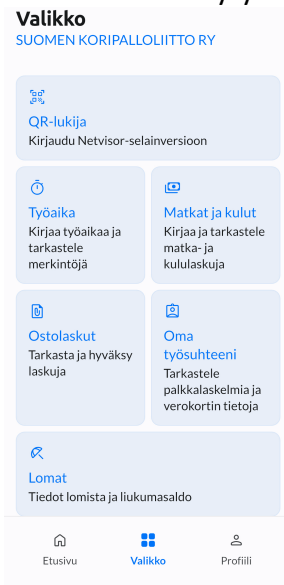 Valikko
SUOMEN KORIPALLOLIITTO RY
QR-lukija
Kirjaudu Netvisor-selainversioon
Työaika
Kirjaa työaikaa ja
tarkastele
merkintöjä
Matkat ja kulut
Kirjaa ja tarkastele
matka- ja
kululaskuja
Ostolaskut
Tarkasta ja hyväksy
laskuja
Oma
työsuhteeni
Tarkastele
palkkalaskelmia ja
verokortin tietoja
Lomat
Tiedot lomista ja liukumasaldo
Etusivu
Valikko
Profiili